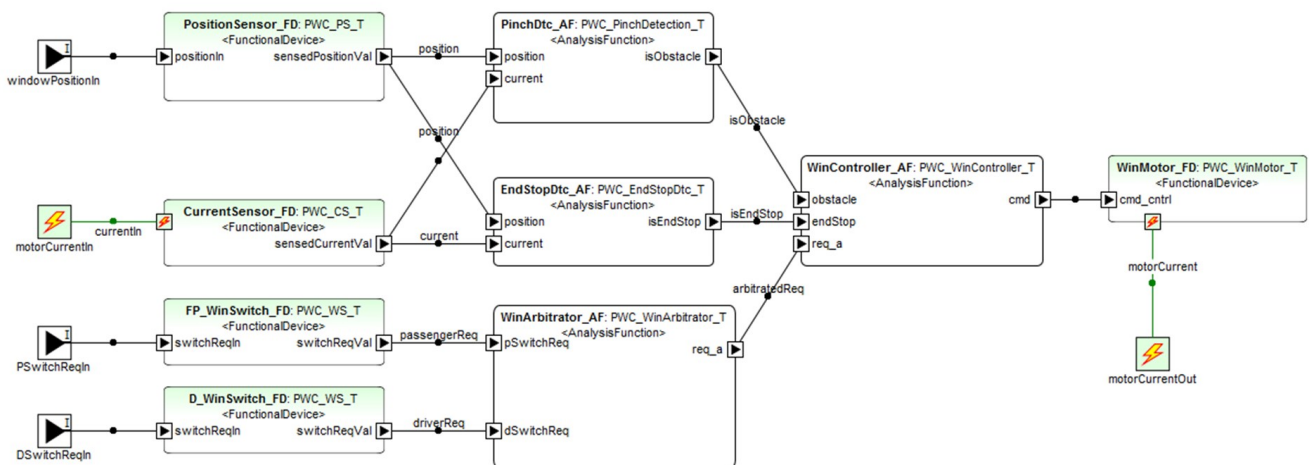 PositionSensor_FD: PWC_PS_T
<FunctionalDevice>
positionIn
sensedPositionVal
I
windowPositionIn
position
PinchDtc_AF: PWC_PinchDetection_T
<AnalysisFunction>
position
isObstacle
current
position
isObstacle
CurrentSensor_FD: PWC_CS_T
<FunctionalDevice>
sensedCurrentVal
currentIn
motorCurrentIn
current
EndStopDtc_AF: PWC_EndStopDtc_T
<AnalysisFunction>
position
isEndStop
current
isEndStop
WinController_AF: PWC_WinController_T
<AnalysisFunction>
obstacle
cmd
endStop
req_a
WinMotor_FD: PWC_WinMotor_T
<FunctionalDevice>
cmd_cntrl
motorCurrent
motorCurrentOut
arbitratedReq
FP_WinSwitch_FD: PWC_WS_T
<FunctionalDevice>
switchReqIn
switchReqVal
I
PSwitchReqIn
passengerReq
WinArbitrator_AF: PWC_WinArbitrator_T
<AnalysisFunction>
pSwitchReq
req_a
dSwitchReq
D_WinSwitch_FD: PWC_WS_T
<FunctionalDevice>
switchReqIn
switchReqVal
driverReq
I
DSwitchReqIn